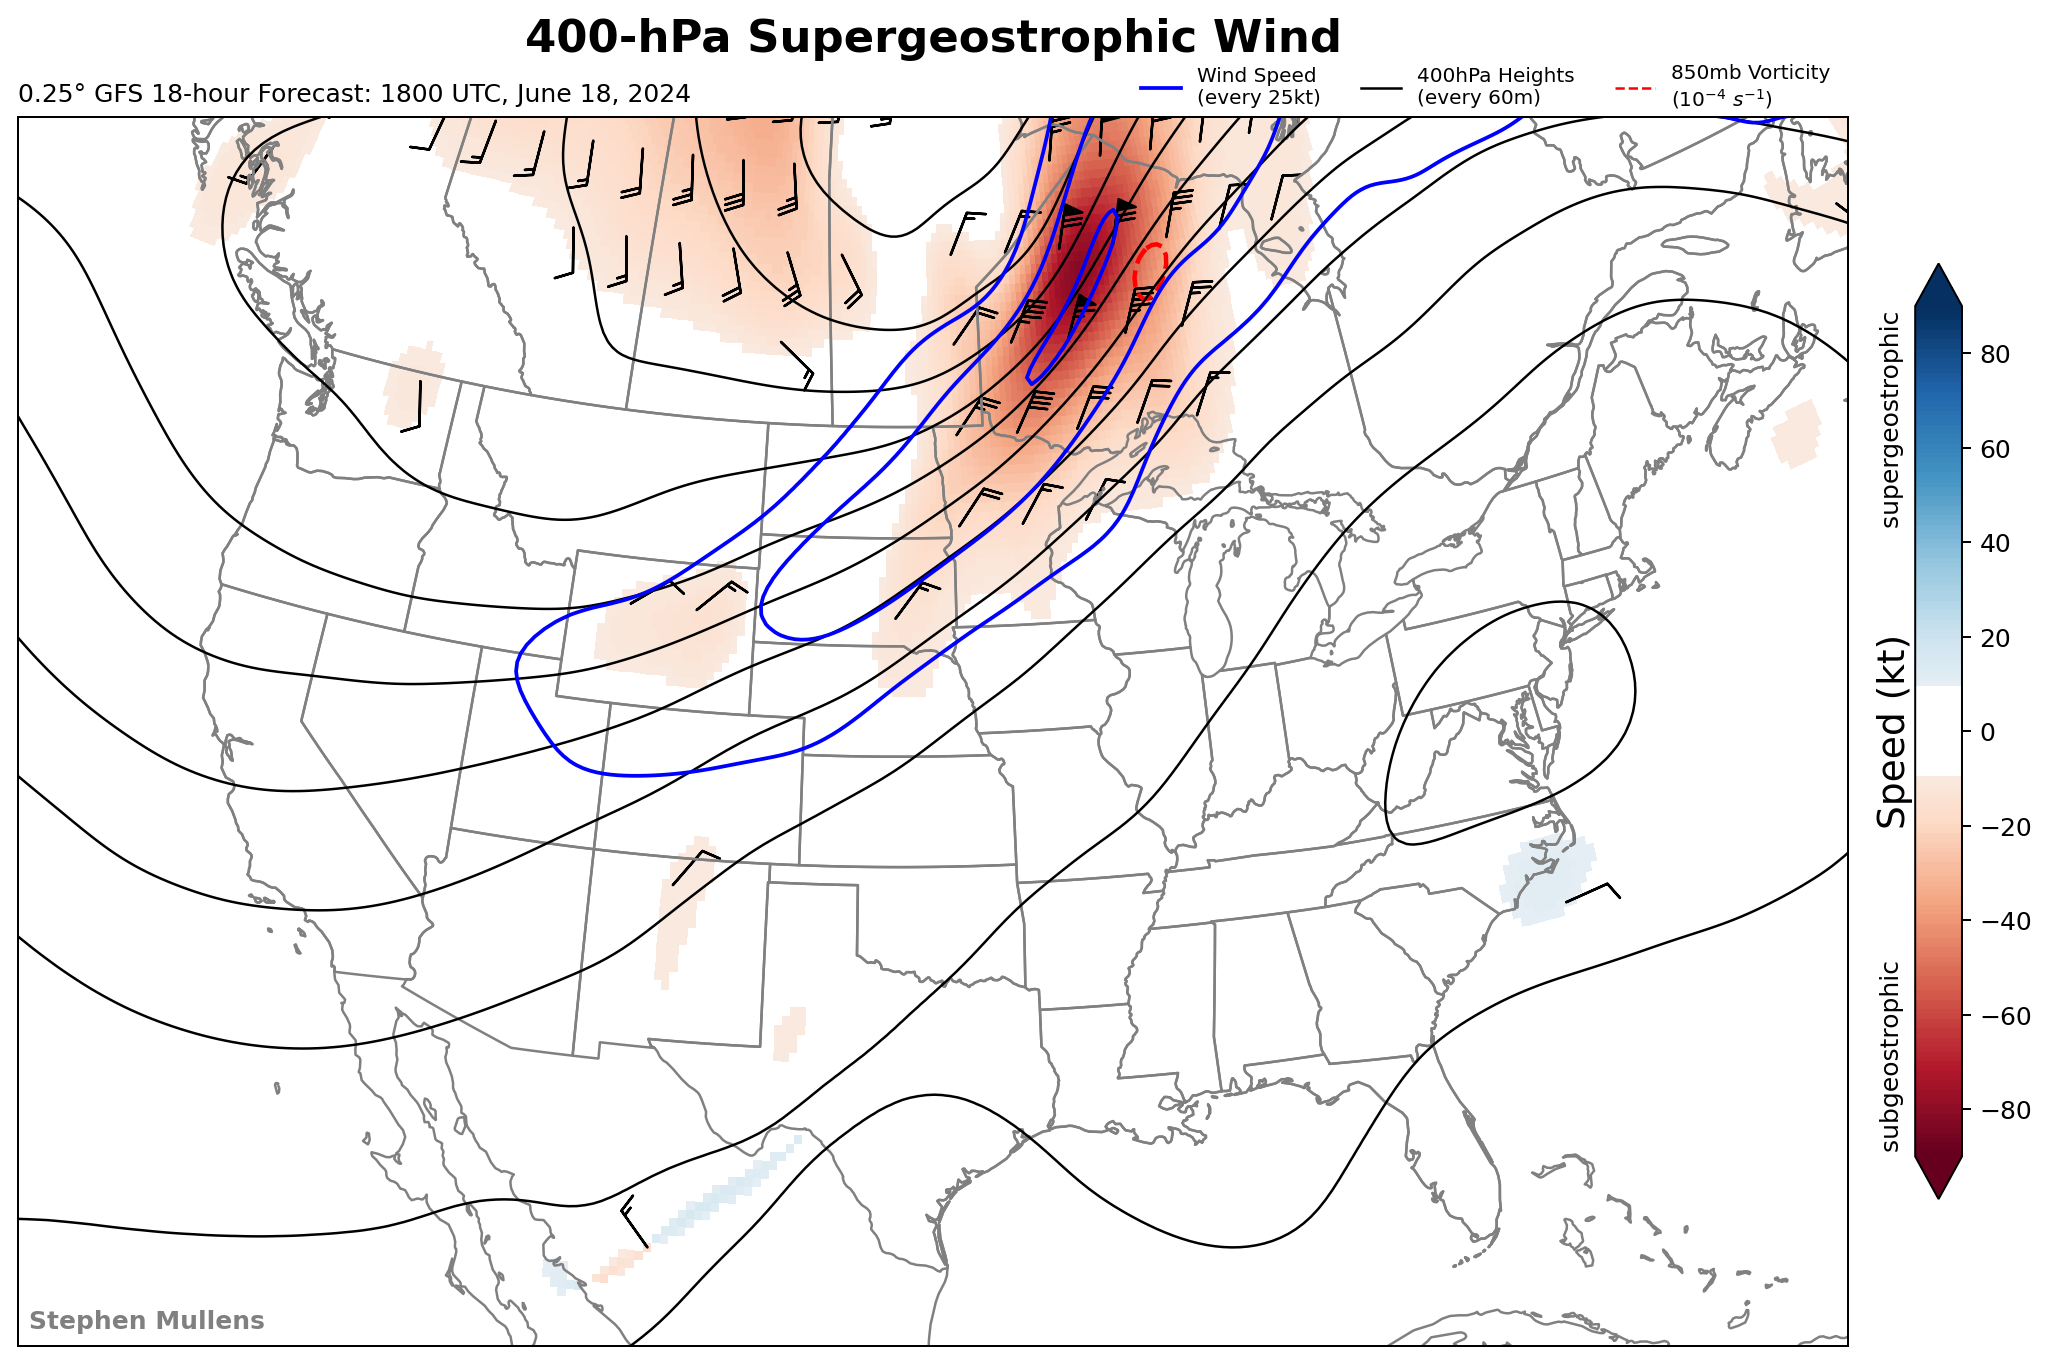 400-hPa Supergeostrophic Wind
0.25° GFS 18-hour Forecast: 1800 UTC, June 18, 2024
Wind Speed
(every 25kt)
400hPa Heights
(every 60m)
850mb Vorticity
(10⁻⁴ s⁻¹)
supergeostrophic
Speed (kt)
subgeostrophic
80
60
40
20
0
−20
−40
−60
−80
Stephen Mullens